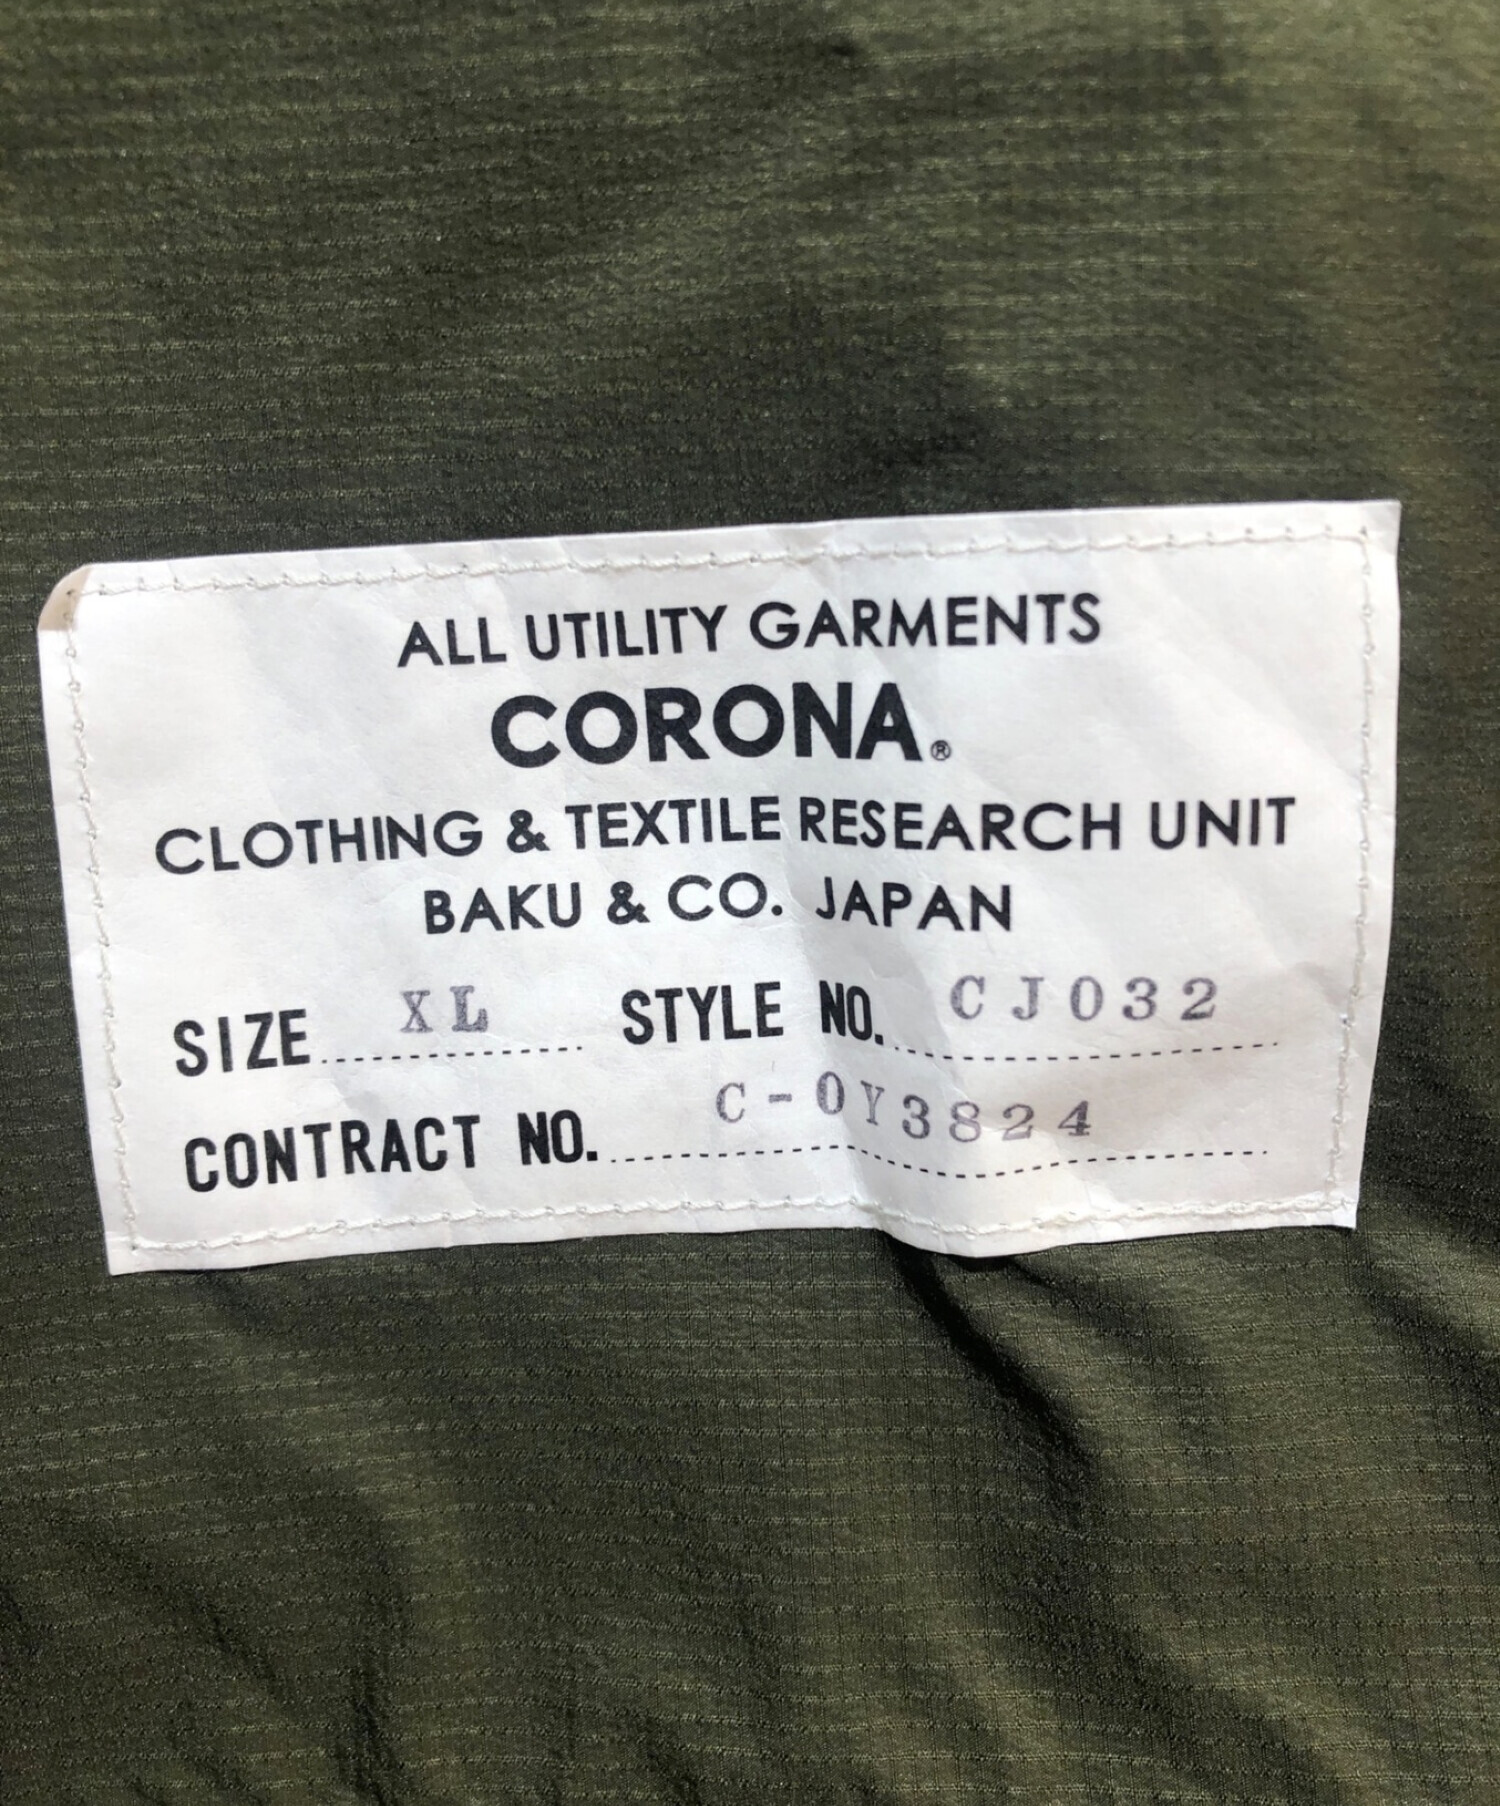 ALL UTILITY GARMENTS
CORONA®
CLOTHING & TEXTILE RESEARCH UNIT
BAKU & CO. JAPAN
SIZE XL STYLE NO. CJ032
CONTRACT NO. C-0Y3824